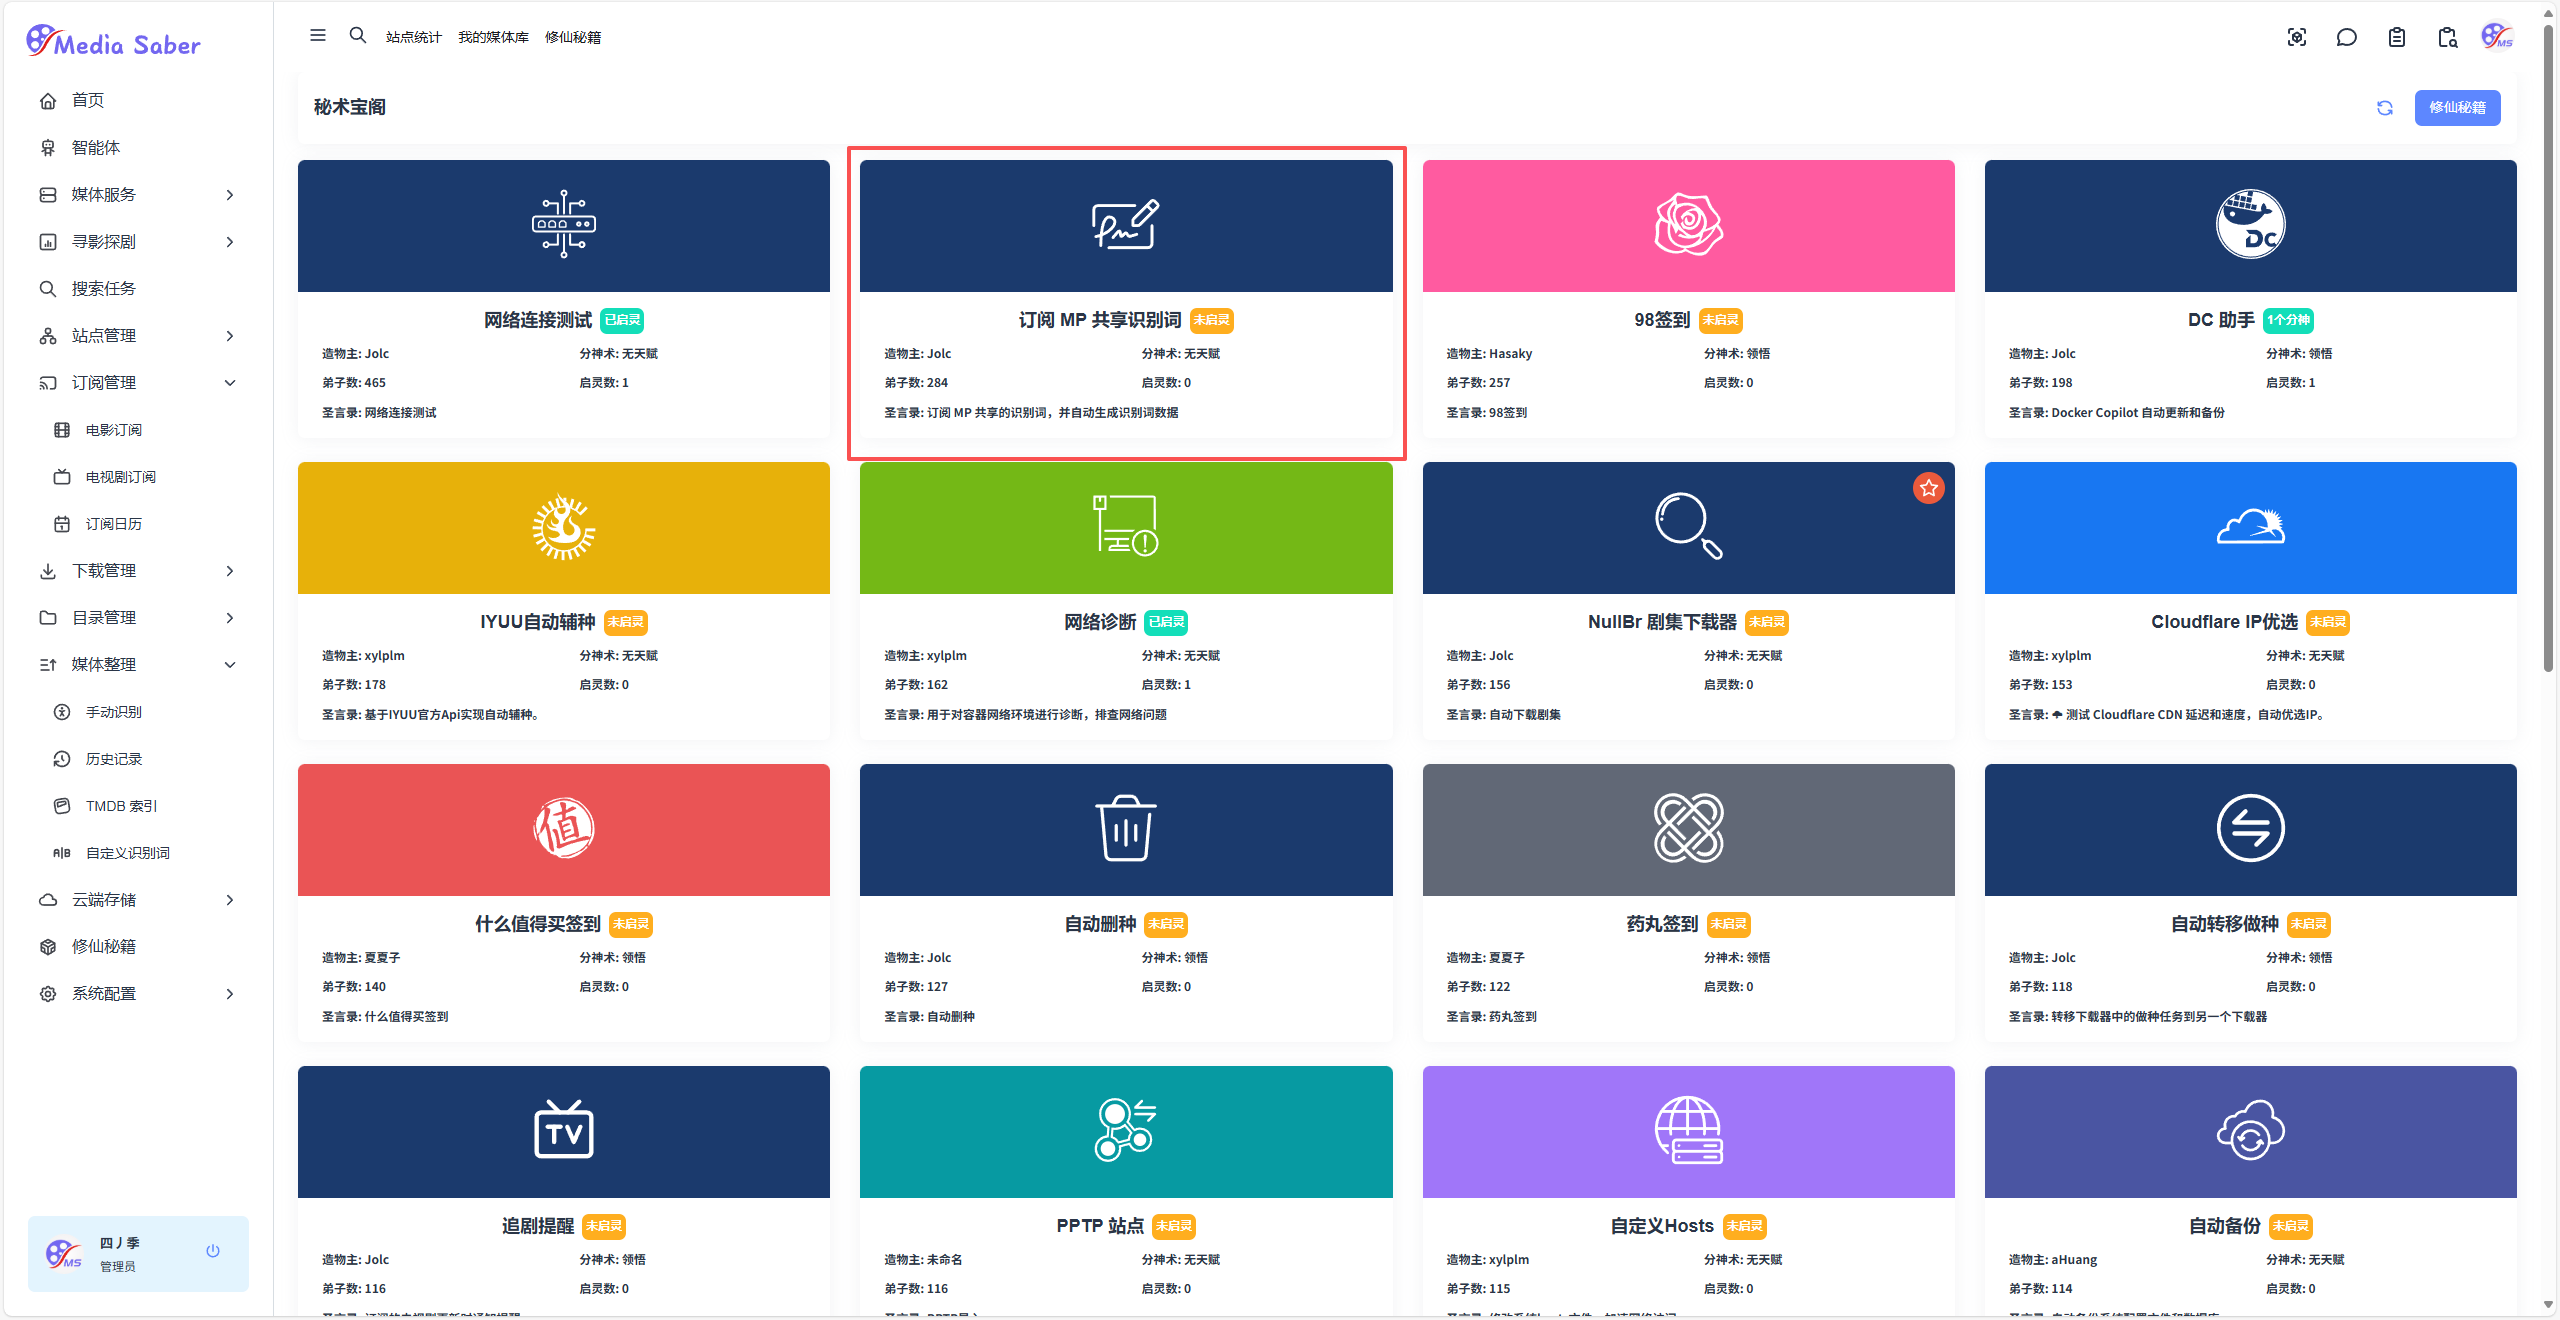 Media Saber
首页
智能体
媒体服务
寻影探剧
搜索任务
站点管理
订阅管理
电影订阅
电视剧订阅
订阅日历
下载管理
目录管理
媒体整理
手动识别
历史记录
TMDB 索引
A|B 自定义识别词
云端存储
修仙秘籍
系统配置
四丿季
管理员
MS
站点统计 我的媒体库 修仙秘籍
MS
秘术宝阁
修仙秘籍
网络连接测试 已启灵
造物主: Jolc 分神术: 无天赋
弟子数: 465 启灵数: 1
圣言录: 网络连接测试
订阅 MP 共享识别词 未启灵
造物主: Jolc 分神术: 无天赋
弟子数: 284 启灵数: 0
圣言录: 订阅 MP 共享的识别词，并自动生成识别词数据
98签到 未启灵
造物主: Hasaky 分神术: 领悟
弟子数: 257 启灵数: 0
圣言录: 98签到
DC
DC 助手 1个分神
造物主: Jolc 分神术: 领悟
弟子数: 198 启灵数: 1
圣言录: Docker Copilot 自动更新和备份
IYUU自动辅种 未启灵
造物主: xylplm 分神术: 无天赋
弟子数: 178 启灵数: 0
圣言录: 基于IYUU官方Api实现自动辅种。
网络诊断 已启灵
造物主: xylplm 分神术: 无天赋
弟子数: 162 启灵数: 1
圣言录: 用于对容器网络环境进行诊断，排查网络问题
NullBr 剧集下载器 未启灵
造物主: Jolc 分神术: 无天赋
弟子数: 156 启灵数: 0
圣言录: 自动下载剧集
Cloudflare IP优选 未启灵
造物主: xylplm 分神术: 无天赋
弟子数: 153 启灵数: 0
圣言录: 🌩 测试 Cloudflare CDN 延迟和速度，自动优选IP。
值
什么值得买签到 未启灵
造物主: 夏夏子 分神术: 领悟
弟子数: 140 启灵数: 0
圣言录: 什么值得买签到
自动删种 未启灵
造物主: Jolc 分神术: 领悟
弟子数: 127 启灵数: 0
圣言录: 自动删种
药丸签到 未启灵
造物主: 夏夏子 分神术: 领悟
弟子数: 122 启灵数: 0
圣言录: 药丸签到
自动转移做种 未启灵
造物主: Jolc 分神术: 领悟
弟子数: 118 启灵数: 0
圣言录: 转移下载器中的做种任务到另一个下载器
TV
追剧提醒 未启灵
造物主: Jolc 分神术: 领悟
弟子数: 116 启灵数: 0
PPTP 站点 未启灵
造物主: 未命名 分神术: 无天赋
弟子数: 116 启灵数: 0
自定义Hosts 未启灵
造物主: xylplm 分神术: 无天赋
弟子数: 115 启灵数: 0
自动备份 未启灵
造物主: aHuang 分神术: 无天赋
弟子数: 114 启灵数: 0